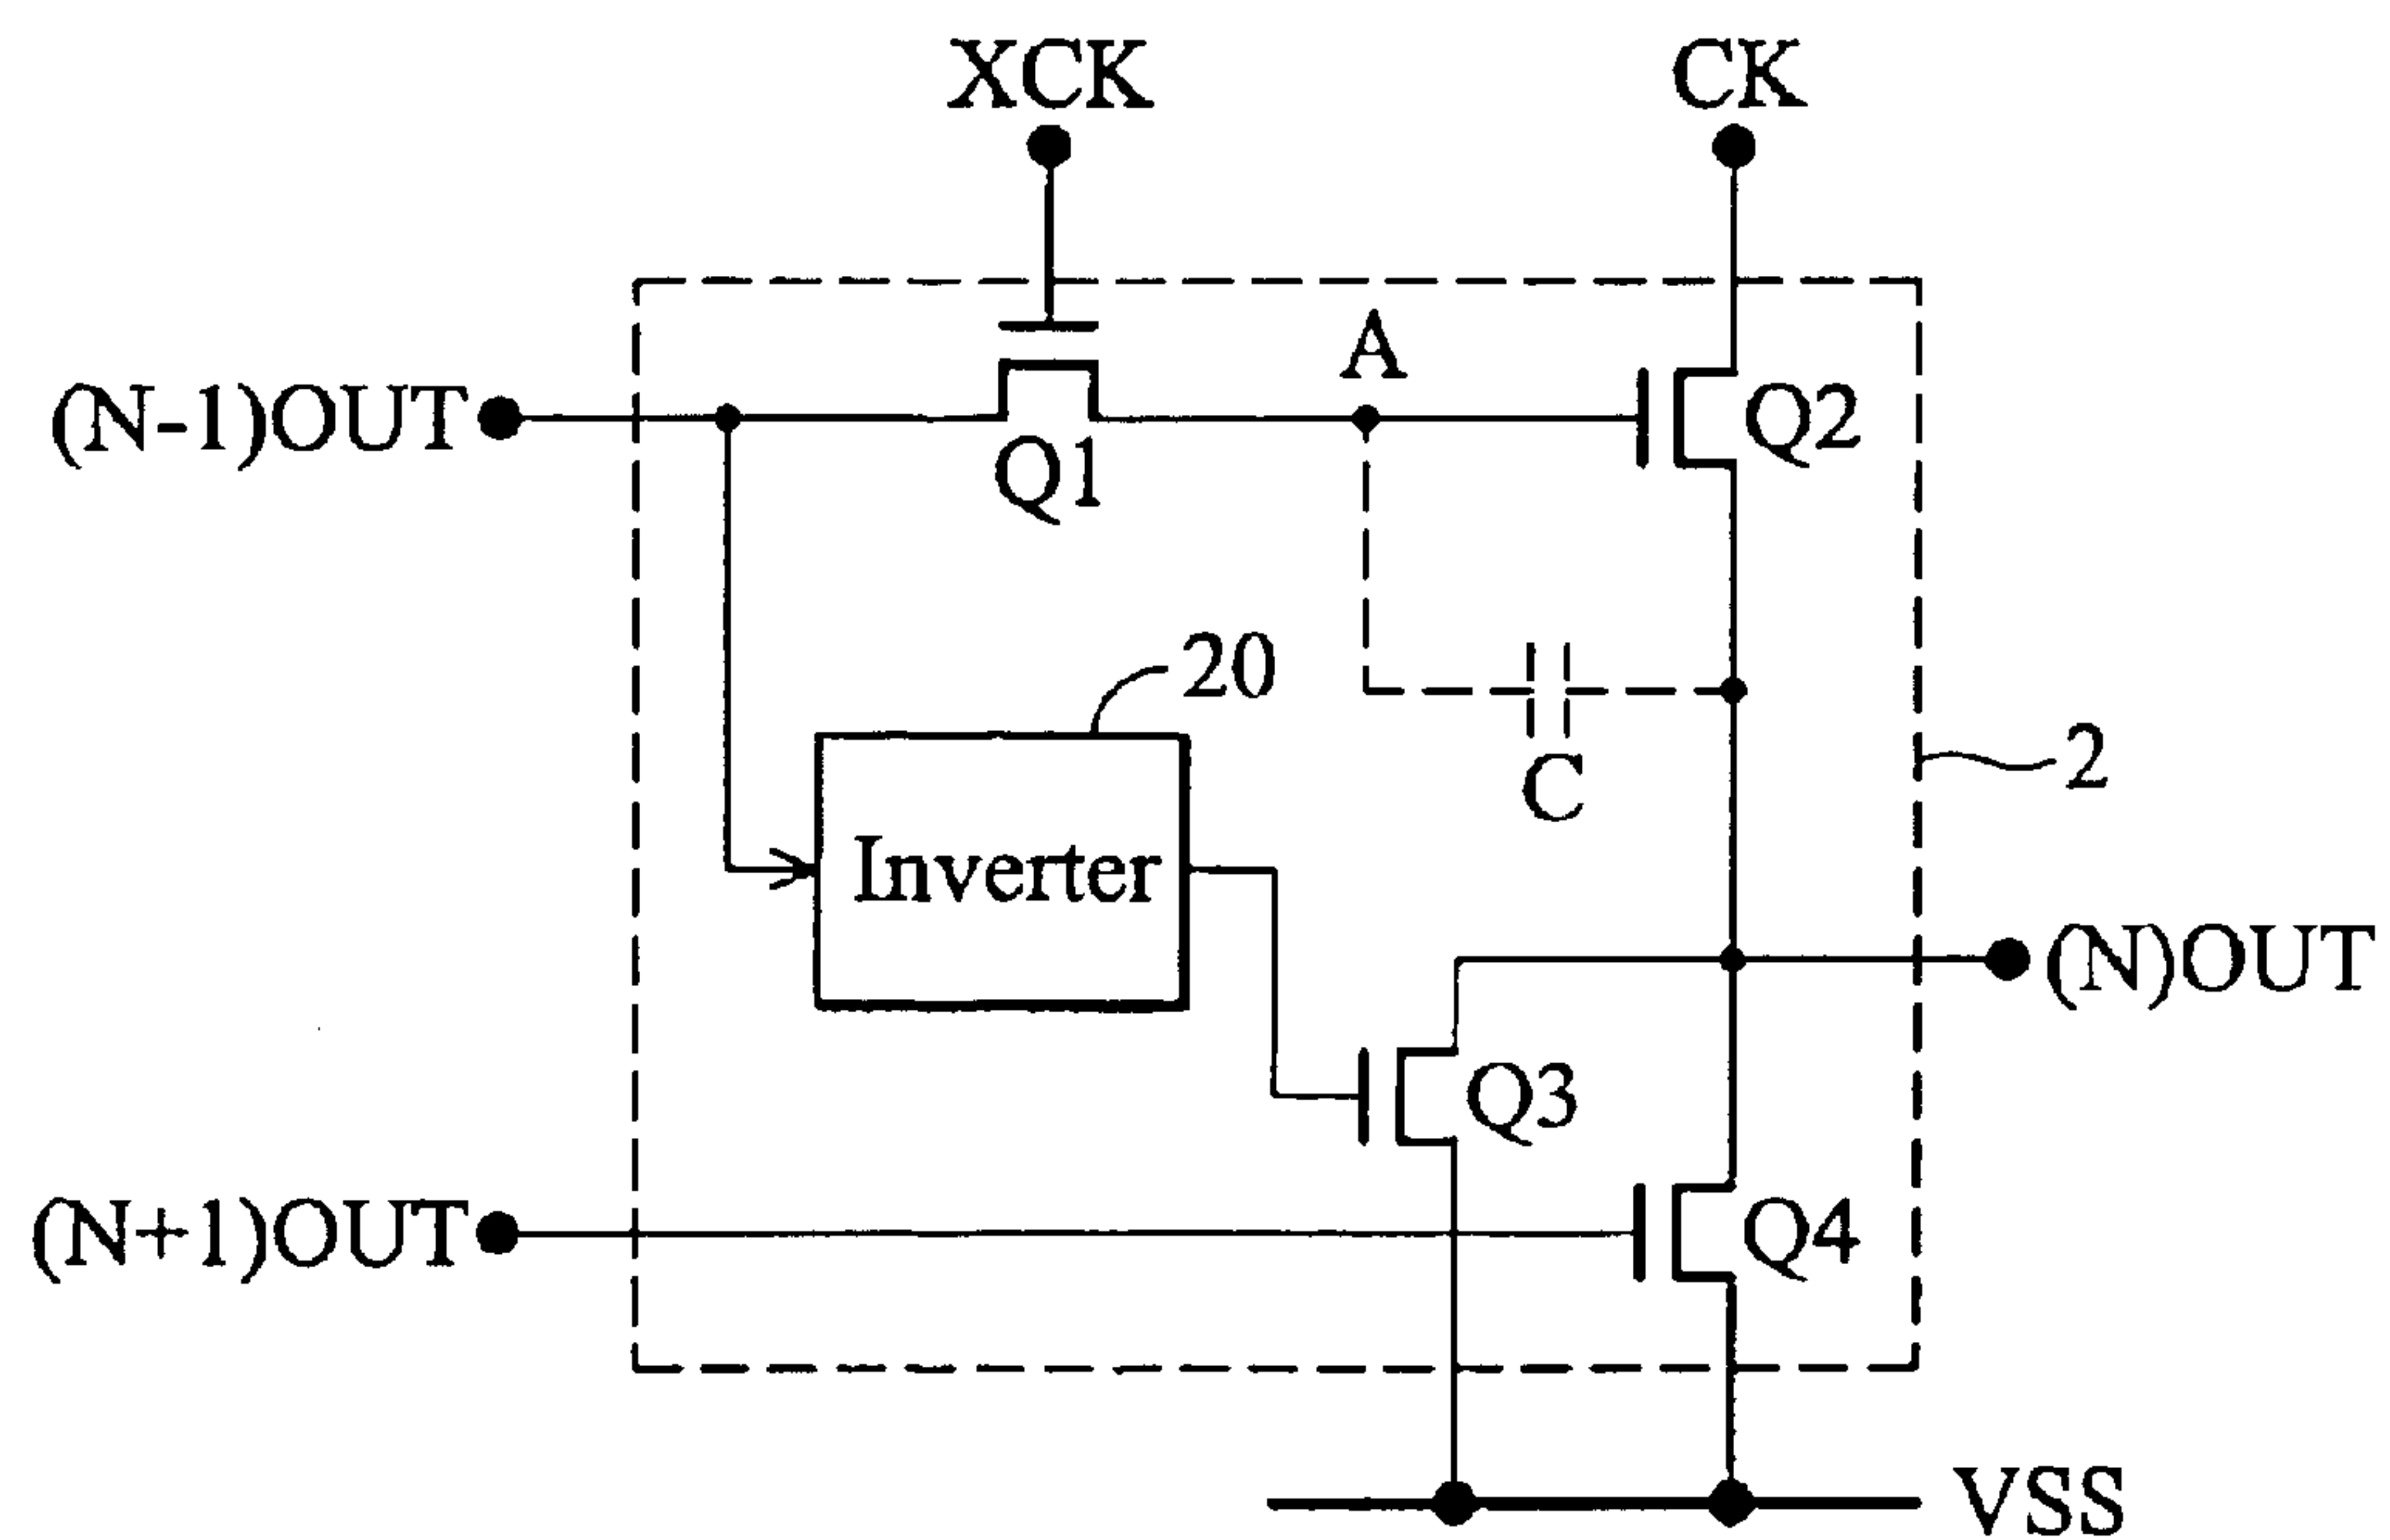 XCK
CK
A
(N-1)OUT
Q2
Q1
20
2
C
Inverter
(N)OUT
Q3
(N+1)OUT
Q4
VSS